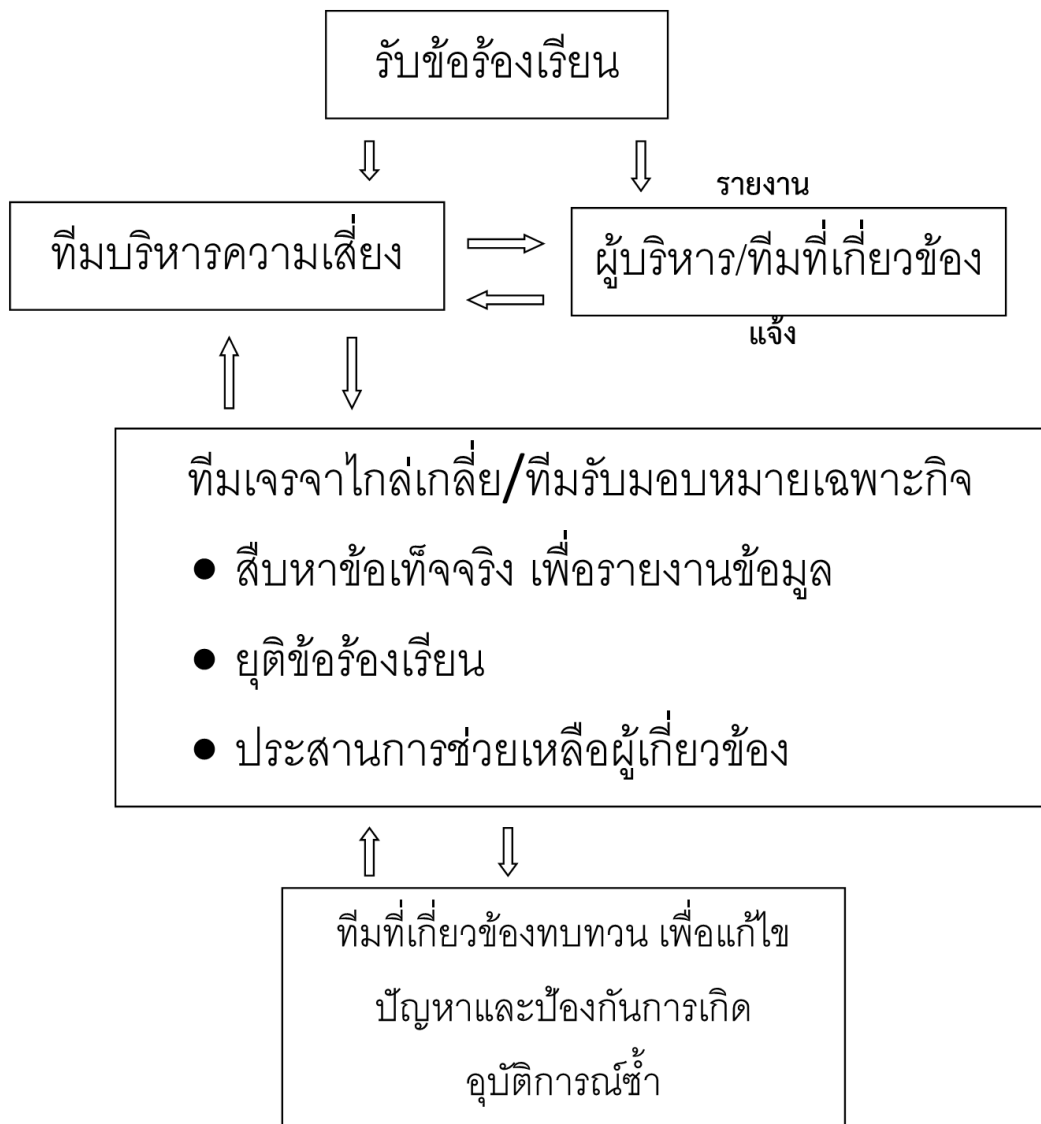 รับข้อร้องเรียน
รายงาน
ทีมบริหารความเสี่ยง
ผู้บริหาร/ทีมที่เกี่ยวข้อง
แจ้ง
ทีมเจรจาไกล่เกลี่ย/ทีมรับมอบหมายเฉพาะกิจ
● สืบหาข้อเท็จจริง เพื่อรายงานข้อมูล
● ยุติข้อร้องเรียน
● ประสานการช่วยเหลือผู้เกี่ยวข้อง
ทีมที่เกี่ยวข้องทบทวน เพื่อแก้ไข
ปัญหาและป้องกันการเกิด
อุบัติการณ์ซ้ำ